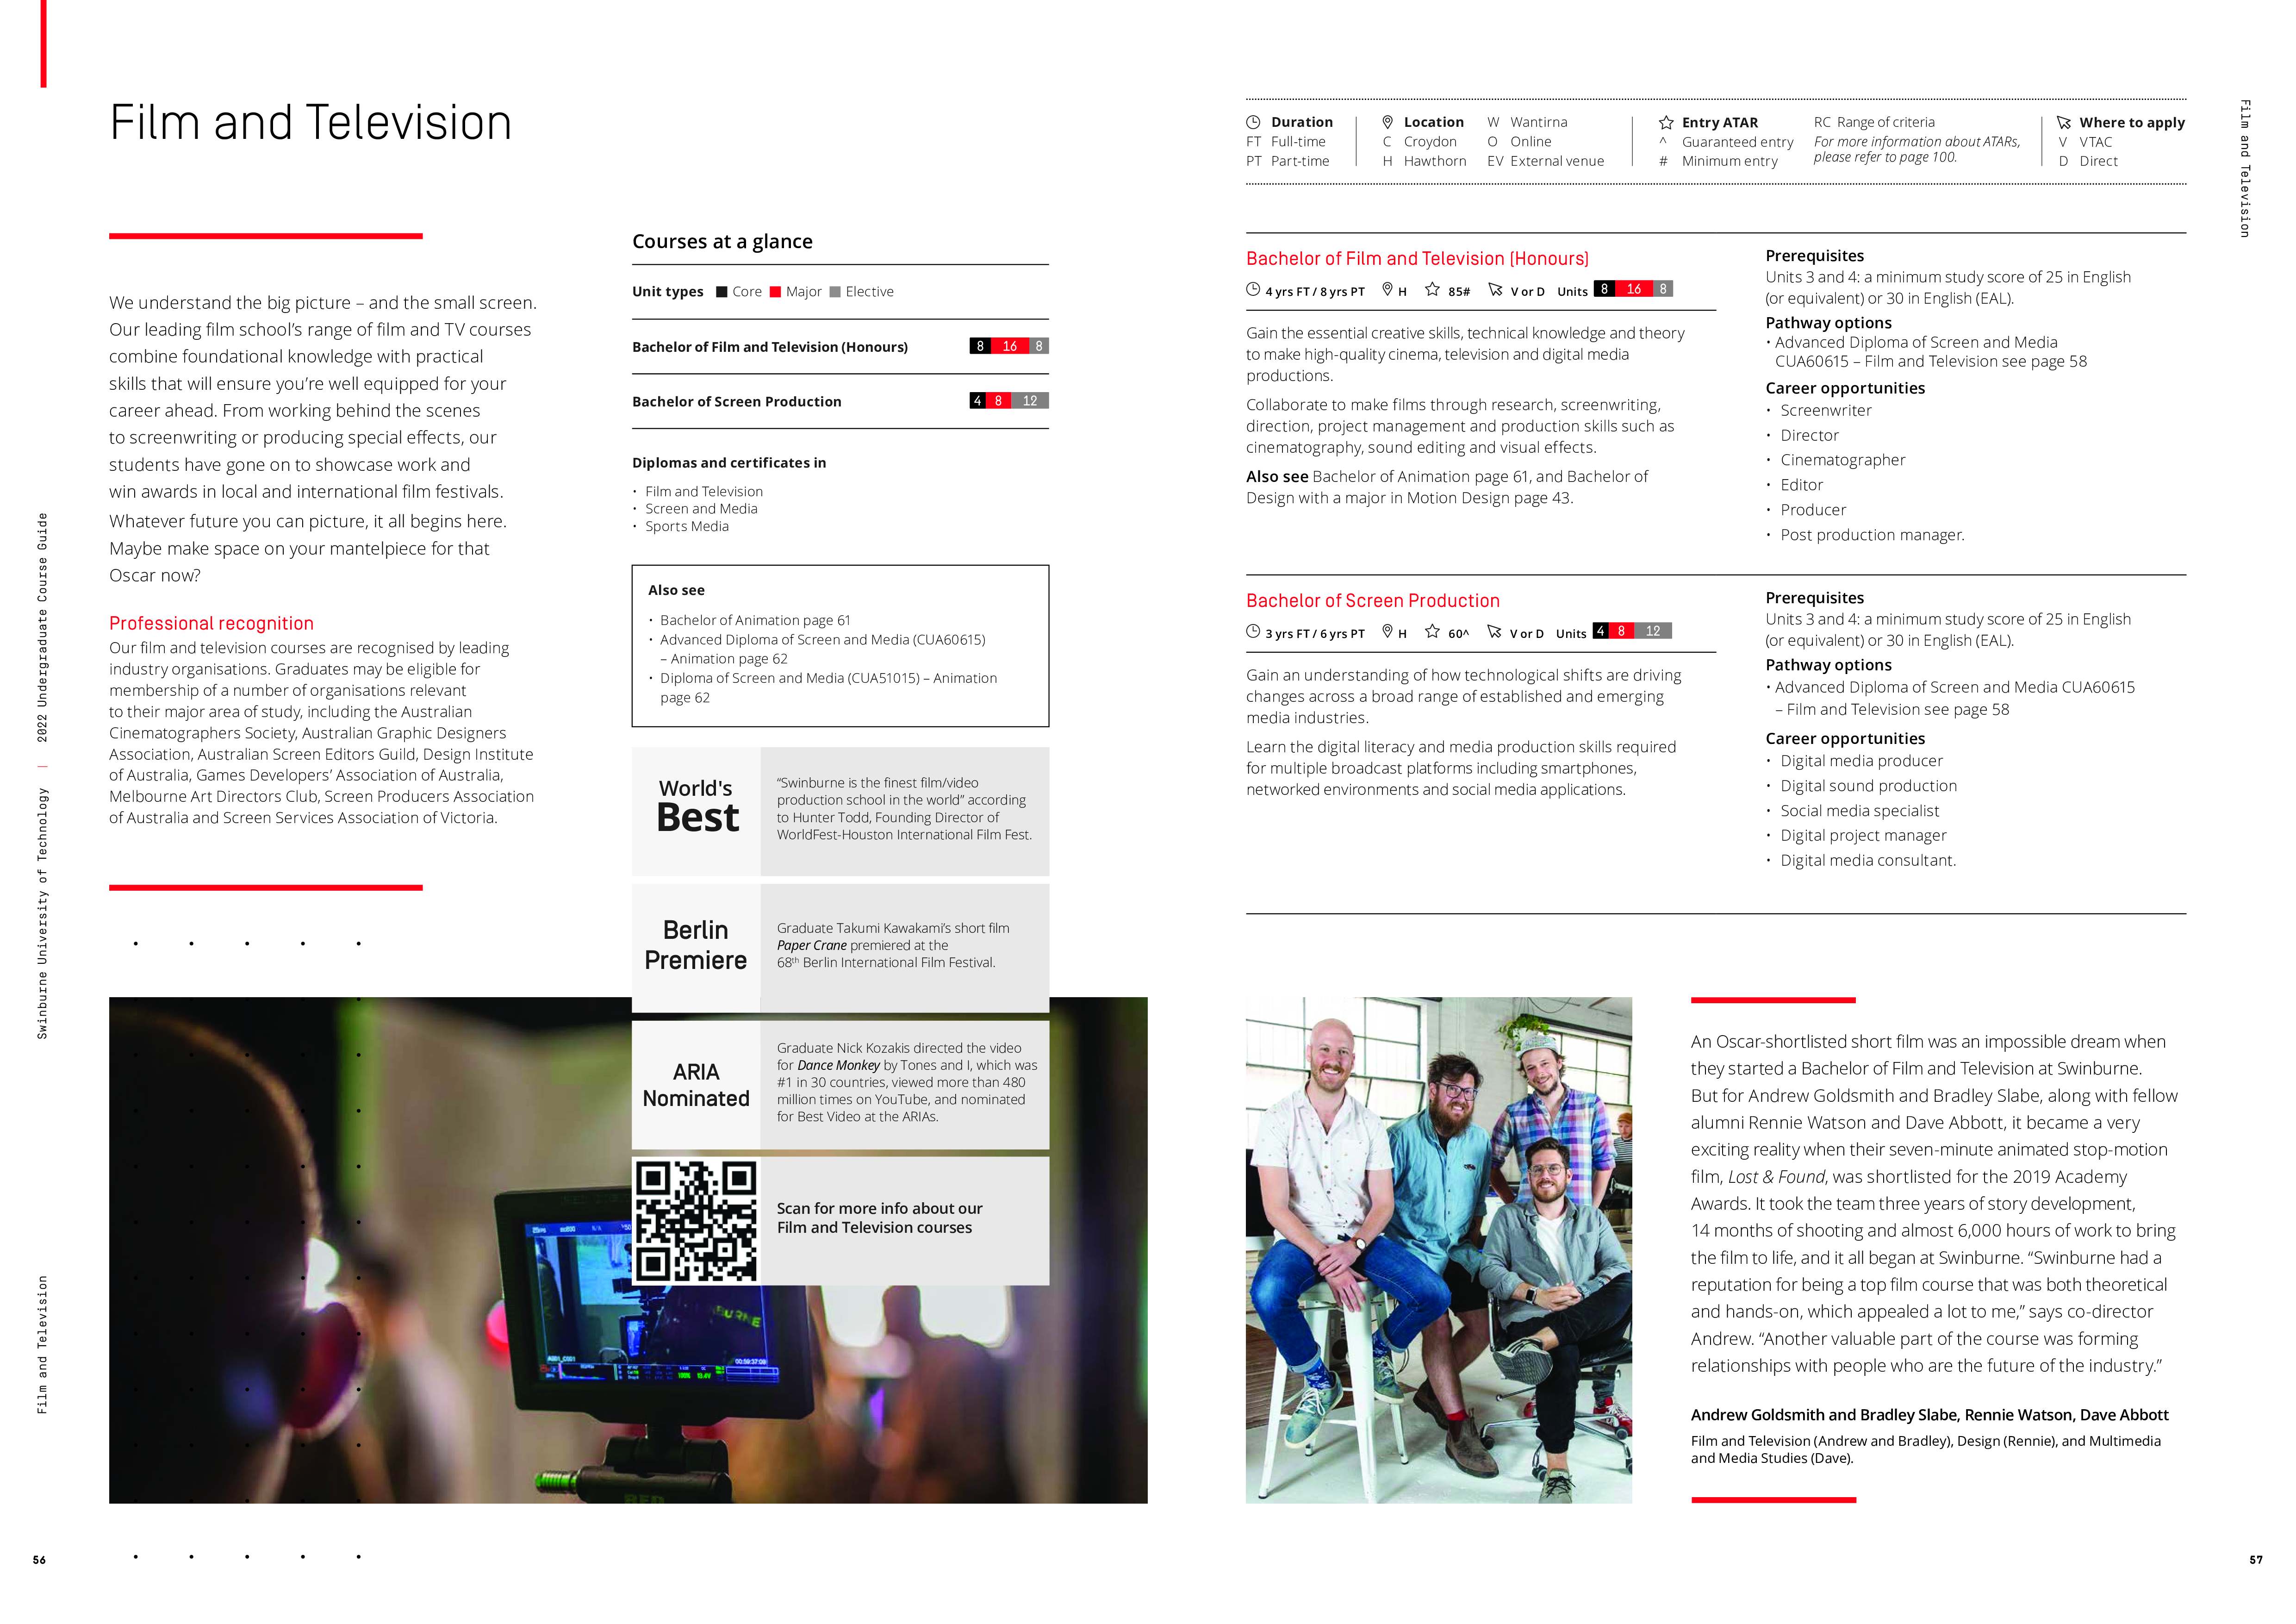 Film and Television
We understand the big picture – and the small screen.
Our leading film school’s range of film and TV courses
combine foundational knowledge with practical
skills that will ensure you’re well equipped for your
career ahead. From working behind the scenes
to screenwriting or producing special effects, our
students have gone on to showcase work and
win awards in local and international film festivals.
Whatever future you can picture, it all begins here.
Maybe make space on your mantelpiece for that
Oscar now?
Professional recognition
Our film and television courses are recognised by leading
industry organisations. Graduates may be eligible for
membership of a number of organisations relevant
to their major area of study, including the Australian
Cinematographers Society, Australian Graphic Designers
Association, Australian Screen Editors Guild, Design Institute
of Australia, Games Developers’ Association of Australia,
Melbourne Art Directors Club, Screen Producers Association
of Australia and Screen Services Association of Victoria.
Courses at a glance
Unit types Core Major Elective
Bachelor of Film and Television (Honours) 8 16 8
Bachelor of Screen Production 4 8 12
Diplomas and certificates in
• Film and Television
• Screen and Media
• Sports Media
Also see
• Bachelor of Animation page 61
• Advanced Diploma of Screen and Media (CUA60615)
– Animation page 62
• Diploma of Screen and Media (CUA51015) – Animation
page 62
World's
Best
“Swinburne is the finest film/video
production school in the world” according
to Hunter Todd, Founding Director of
WorldFest-Houston International Film Fest.
Berlin
Premiere
Graduate Takumi Kawakami’s short film
Paper Crane premiered at the
68th Berlin International Film Festival.
ARIA
Nominated
Graduate Nick Kozakis directed the video
for Dance Monkey by Tones and I, which was
#1 in 30 countries, viewed more than 480
million times on YouTube, and nominated
for Best Video at the ARIAs.
Scan for more info about our
Film and Television courses
RED
Swinburne University of Technology | 2022 Undergraduate Course Guide
Film and Television
56
Duration
FT Full-time
PT Part-time
Location
C Croydon
H Hawthorn
W Wantirna
O Online
EV External venue
Entry ATAR
^ Guaranteed entry
# Minimum entry
RC Range of criteria
For more information about ATARs,
please refer to page 100.
Where to apply
V VTAC
D Direct
Film and Television
Bachelor of Film and Television (Honours)
4 yrs FT / 8 yrs PT H 85# V or D Units 8 16 8
Gain the essential creative skills, technical knowledge and theory
to make high-quality cinema, television and digital media
productions.
Collaborate to make films through research, screenwriting,
direction, project management and production skills such as
cinematography, sound editing and visual effects.
Also see Bachelor of Animation page 61, and Bachelor of
Design with a major in Motion Design page 43.
Prerequisites
Units 3 and 4: a minimum study score of 25 in English
(or equivalent) or 30 in English (EAL).
Pathway options
• Advanced Diploma of Screen and Media
CUA60615 – Film and Television see page 58
Career opportunities
• Screenwriter
• Director
• Cinematographer
• Editor
• Producer
• Post production manager.
Bachelor of Screen Production
3 yrs FT / 6 yrs PT H 60^ V or D Units 4 8 12
Gain an understanding of how technological shifts are driving
changes across a broad range of established and emerging
media industries.
Learn the digital literacy and media production skills required
for multiple broadcast platforms including smartphones,
networked environments and social media applications.
Prerequisites
Units 3 and 4: a minimum study score of 25 in English
(or equivalent) or 30 in English (EAL).
Pathway options
• Advanced Diploma of Screen and Media CUA60615
– Film and Television see page 58
Career opportunities
• Digital media producer
• Digital sound production
• Social media specialist
• Digital project manager
• Digital media consultant.
An Oscar-shortlisted short film was an impossible dream when
they started a Bachelor of Film and Television at Swinburne.
But for Andrew Goldsmith and Bradley Slabe, along with fellow
alumni Rennie Watson and Dave Abbott, it became a very
exciting reality when their seven-minute animated stop-motion
film, Lost & Found, was shortlisted for the 2019 Academy
Awards. It took the team three years of story development,
14 months of shooting and almost 6,000 hours of work to bring
the film to life, and it all began at Swinburne. “Swinburne had a
reputation for being a top film course that was both theoretical
and hands-on, which appealed a lot to me,” says co-director
Andrew. “Another valuable part of the course was forming
relationships with people who are the future of the industry.”
Andrew Goldsmith and Bradley Slabe, Rennie Watson, Dave Abbott
Film and Television (Andrew and Bradley), Design (Rennie), and Multimedia
and Media Studies (Dave).
57